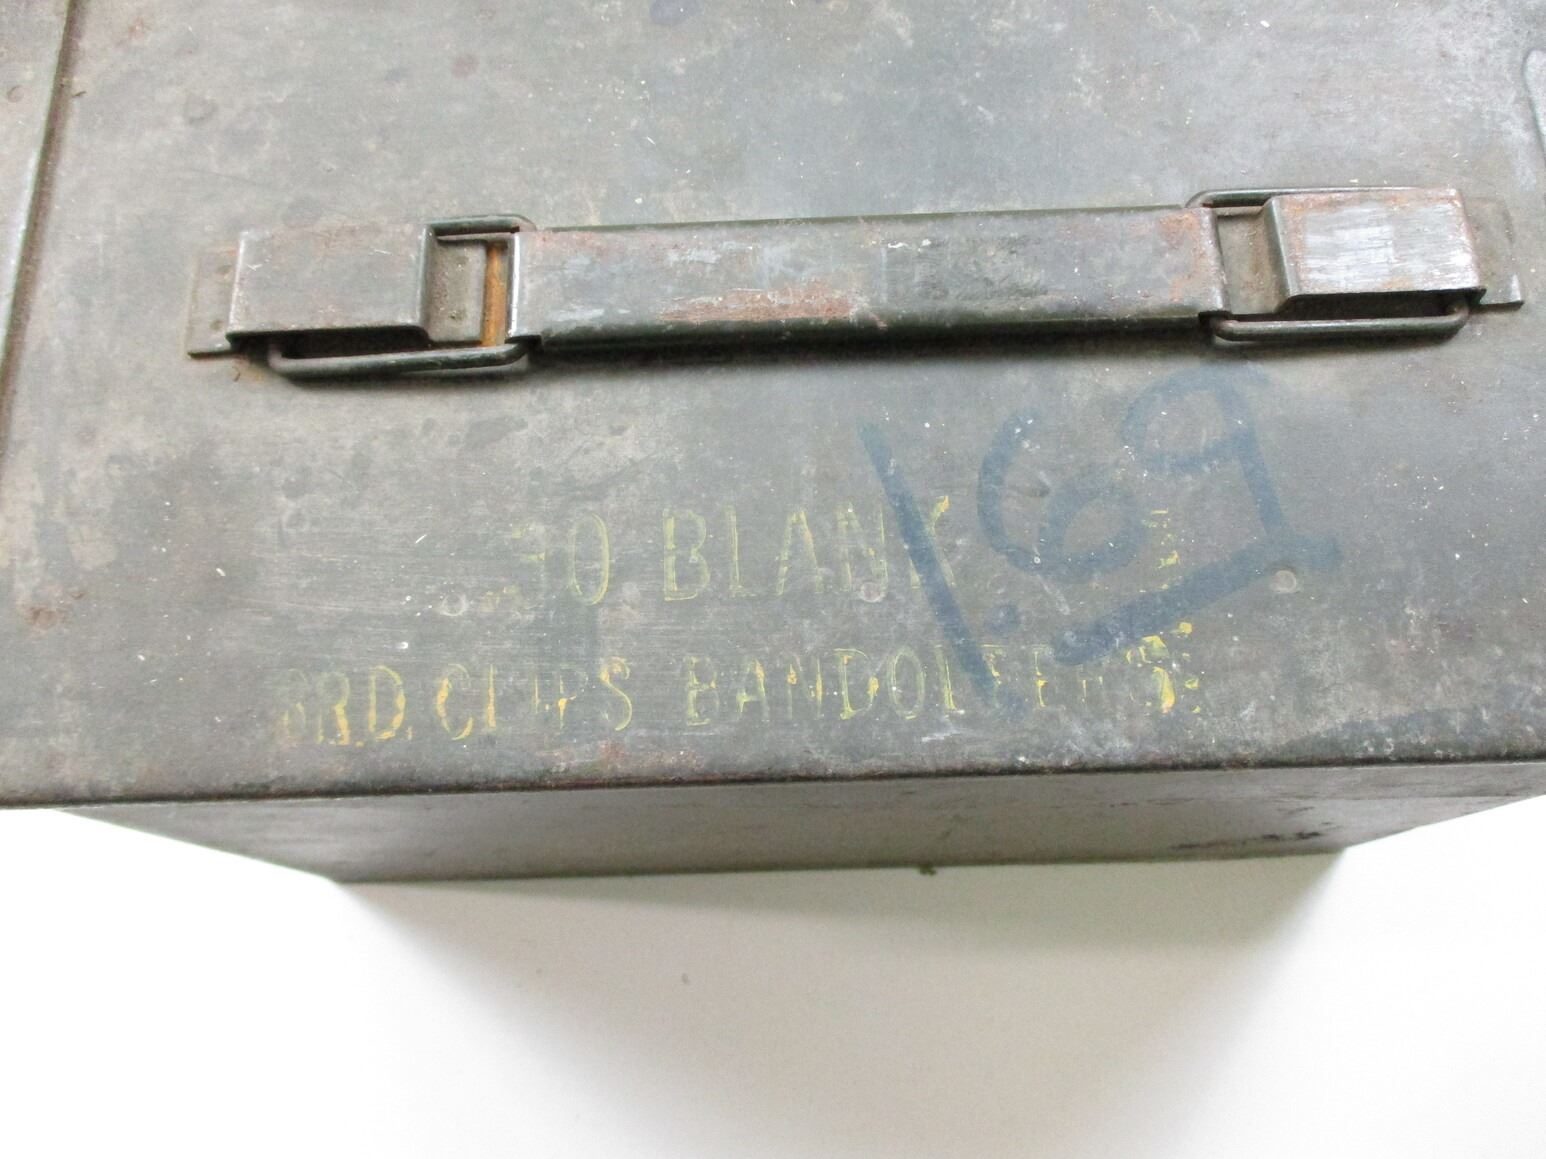 .30 BLANK
8RD. CLIPS BANDOLEERS